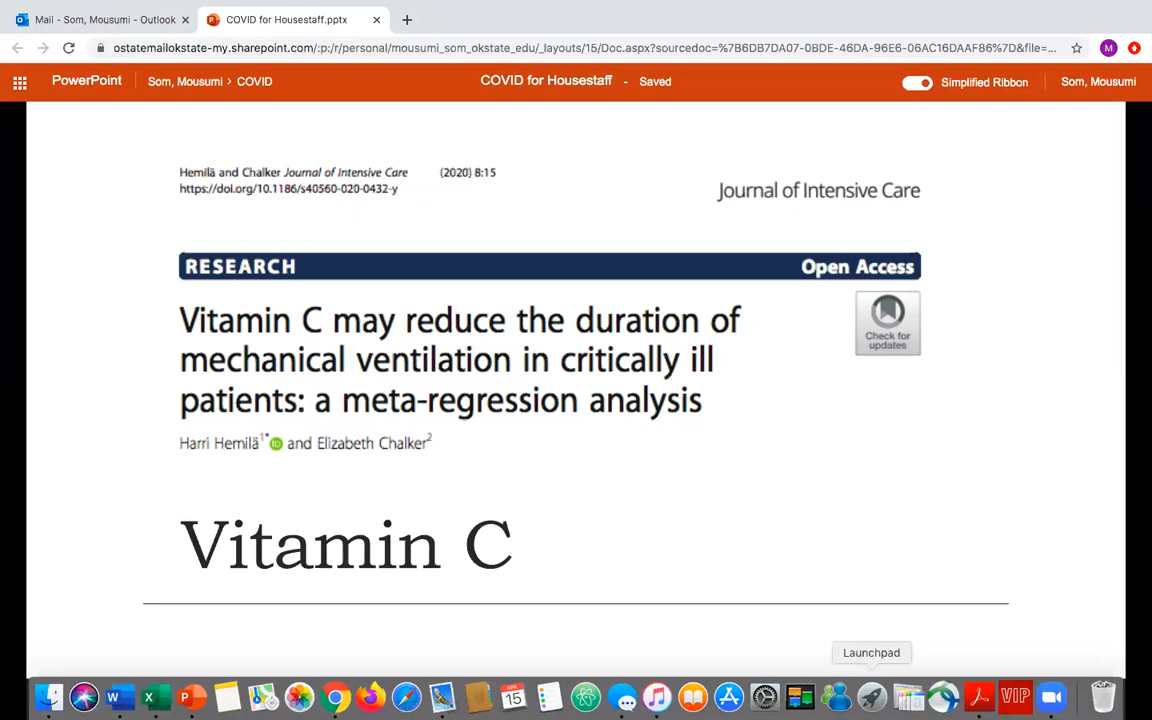 Mail - Som, Mousumi - Outlook
COVID for Housestaff.pptx
ostatemailokstate-my.sharepoint.com/:p:/r/personal/mousumi_som_okstate_edu/_layouts/15/Doc.aspx?sourcedoc=%7B6DB7DA07-0BDE-46DA-96E6-06AC16DAAF86%7D&file=...
M
PowerPoint Som, Mousumi > COVID COVID for Housestaff - Saved Simplified Ribbon Som, Mousumi
Hemilä and Chalker Journal of Intensive Care (2020) 8:15
https://doi.org/10.1186/s40560-020-0432-y
Journal of Intensive Care
RESEARCH Open Access
Vitamin C may reduce the duration of
mechanical ventilation in critically ill
patients: a meta-regression analysis
Check for
updates
Harri Hemilä1* iD and Elizabeth Chalker2
Vitamin C
Launchpad
W X P APR 15 VIP